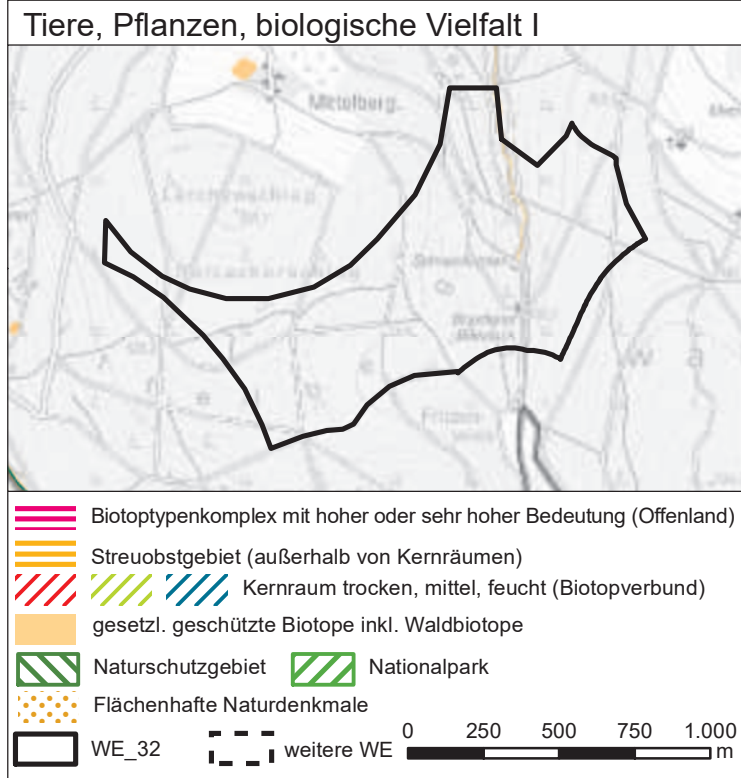 Tiere, Pflanzen, biologische Vielfalt I
Mittelberg
Biotoptypenkomplex mit hoher oder sehr hoher Bedeutung (Offenland)
Streuobstgebiet (außerhalb von Kernräumen)
Kernraum trocken, mittel, feucht (Biotopverbund)
gesetzl. geschützte Biotope inkl. Waldbiotope
Naturschutzgebiet Nationalpark
Flächenhafte Naturdenkmale
WE_32 weitere WE
0 250 500 750 1.000
m